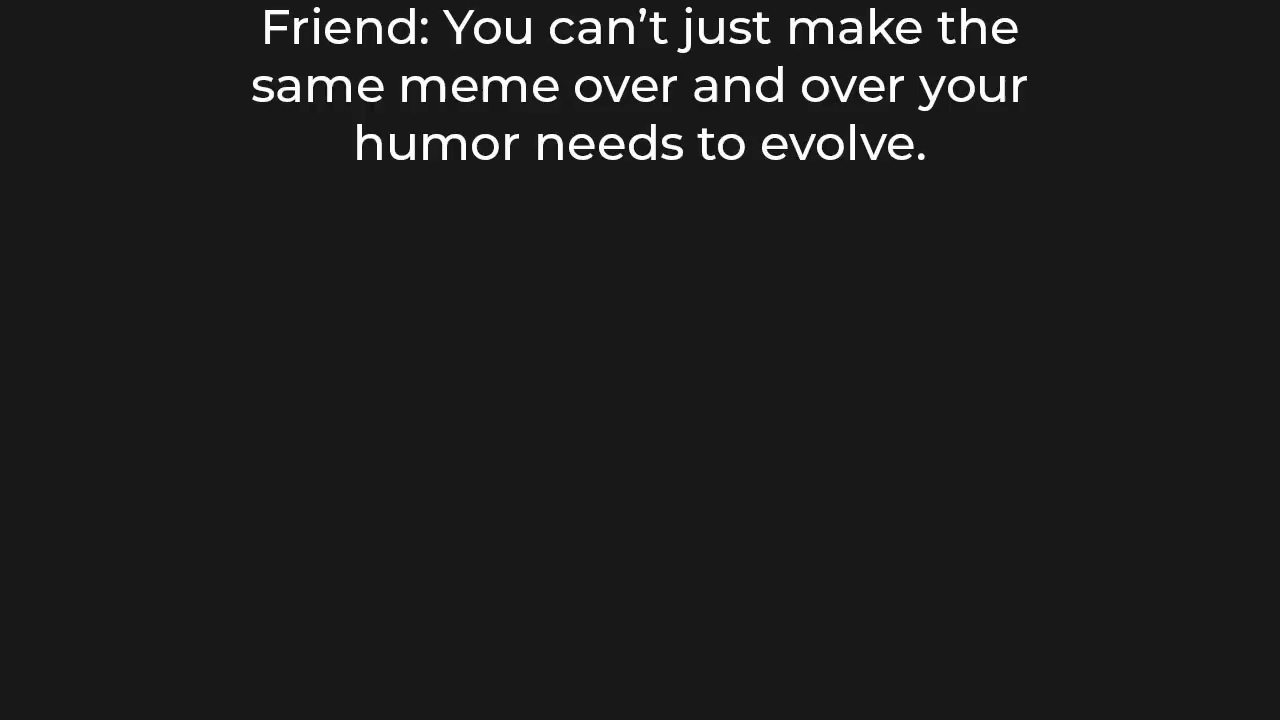 Friend: You can’t just make the
same meme over and over your
humor needs to evolve.